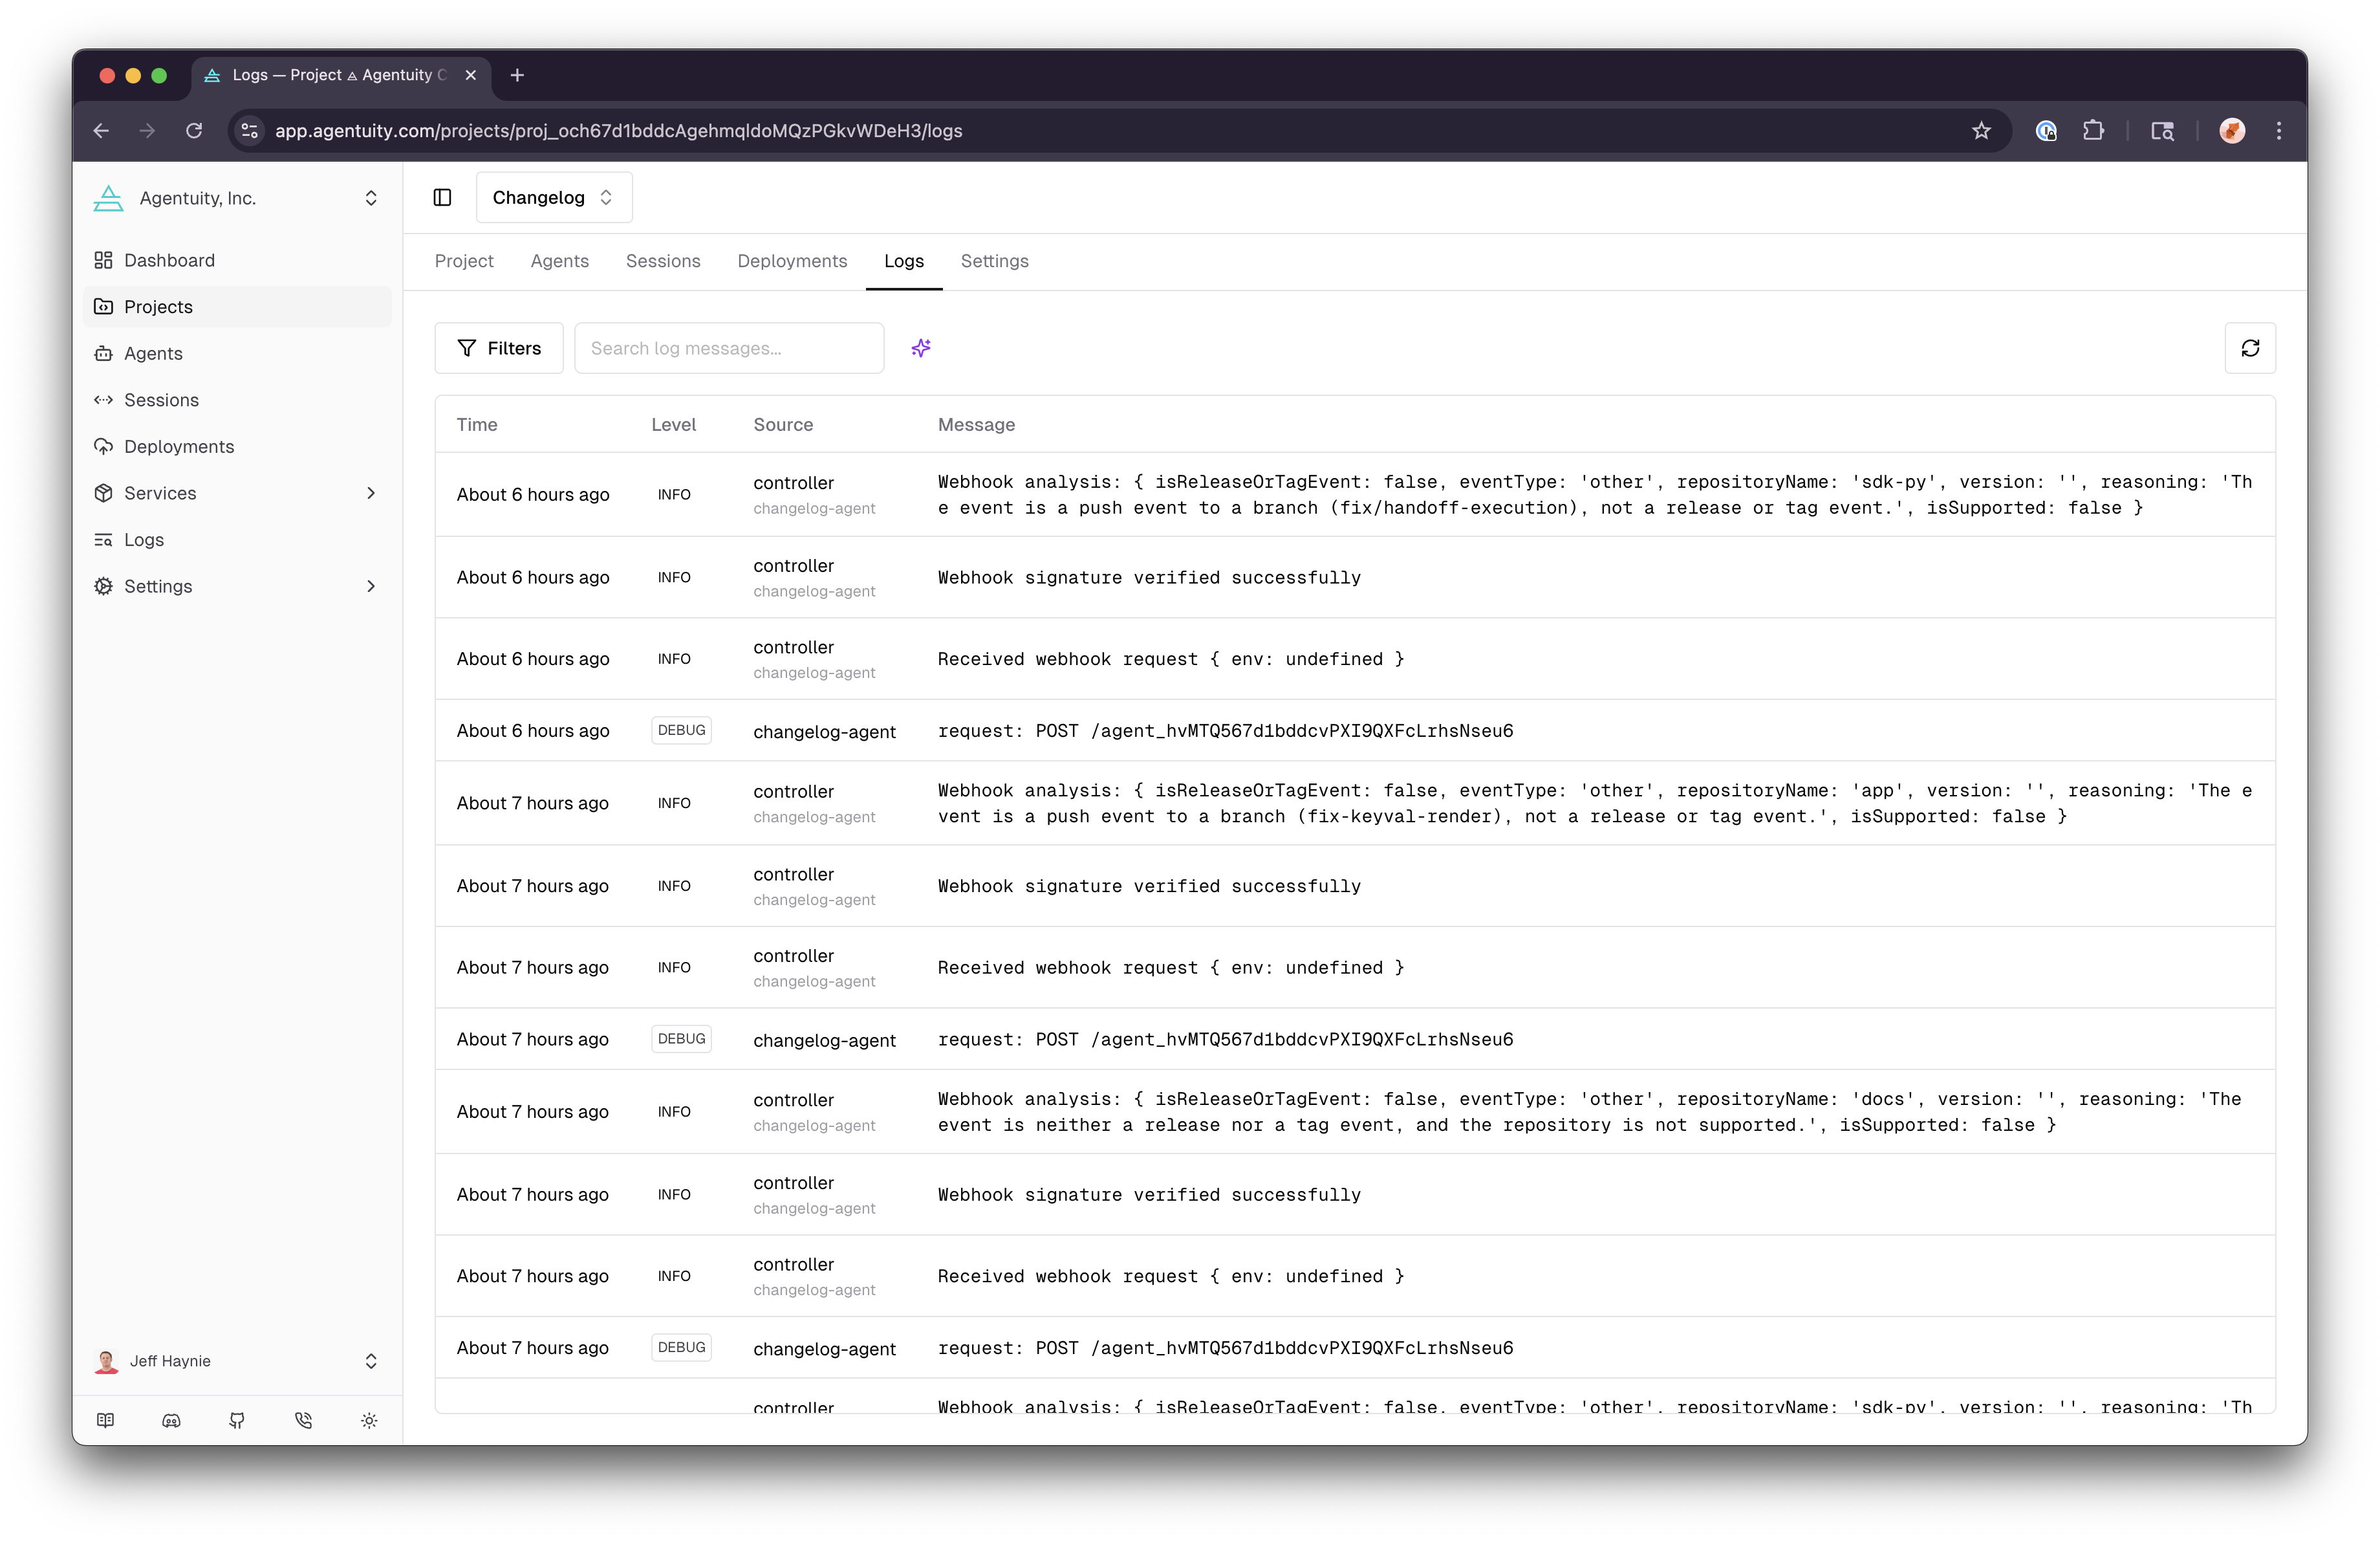 Logs — Project ⟁ Agentuity C
app.agentuity.com/projects/proj_och67d1bddcAgehmqldoMQzPGkvWDeH3/logs
Agentuity, Inc.
Dashboard
Projects
Agents
Sessions
Deployments
Services
Logs
Settings
Jeff Haynie
Changelog
Project Agents Sessions Deployments Logs Settings
Filters Search log messages...
Time Level Source Message
About 6 hours ago INFO controller changelog-agent Webhook analysis: { isReleaseOrTagEvent: false, eventType: 'other', repositoryName: 'sdk-py', version: '', reasoning: 'Th
e event is a push event to a branch (fix/handoff-execution), not a release or tag event.', isSupported: false }
About 6 hours ago INFO controller changelog-agent Webhook signature verified successfully
About 6 hours ago INFO controller changelog-agent Received webhook request { env: undefined }
About 6 hours ago DEBUG changelog-agent request: POST /agent_hvMTQ567d1bddcvPXI9QXFcLrhsNseu6
About 7 hours ago INFO controller changelog-agent Webhook analysis: { isReleaseOrTagEvent: false, eventType: 'other', repositoryName: 'app', version: '', reasoning: 'The e
vent is a push event to a branch (fix-keyval-render), not a release or tag event.', isSupported: false }
About 7 hours ago INFO controller changelog-agent Webhook signature verified successfully
About 7 hours ago INFO controller changelog-agent Received webhook request { env: undefined }
About 7 hours ago DEBUG changelog-agent request: POST /agent_hvMTQ567d1bddcvPXI9QXFcLrhsNseu6
About 7 hours ago INFO controller changelog-agent Webhook analysis: { isReleaseOrTagEvent: false, eventType: 'other', repositoryName: 'docs', version: '', reasoning: 'The
event is neither a release nor a tag event, and the repository is not supported.', isSupported: false }
About 7 hours ago INFO controller changelog-agent Webhook signature verified successfully
About 7 hours ago INFO controller changelog-agent Received webhook request { env: undefined }
About 7 hours ago DEBUG changelog-agent request: POST /agent_hvMTQ567d1bddcvPXI9QXFcLrhsNseu6
controller Webhook analysis: { isReleaseOrTagEvent: false, eventType: 'other', repositoryName: 'sdk-py', version: '', reasoning: 'Th